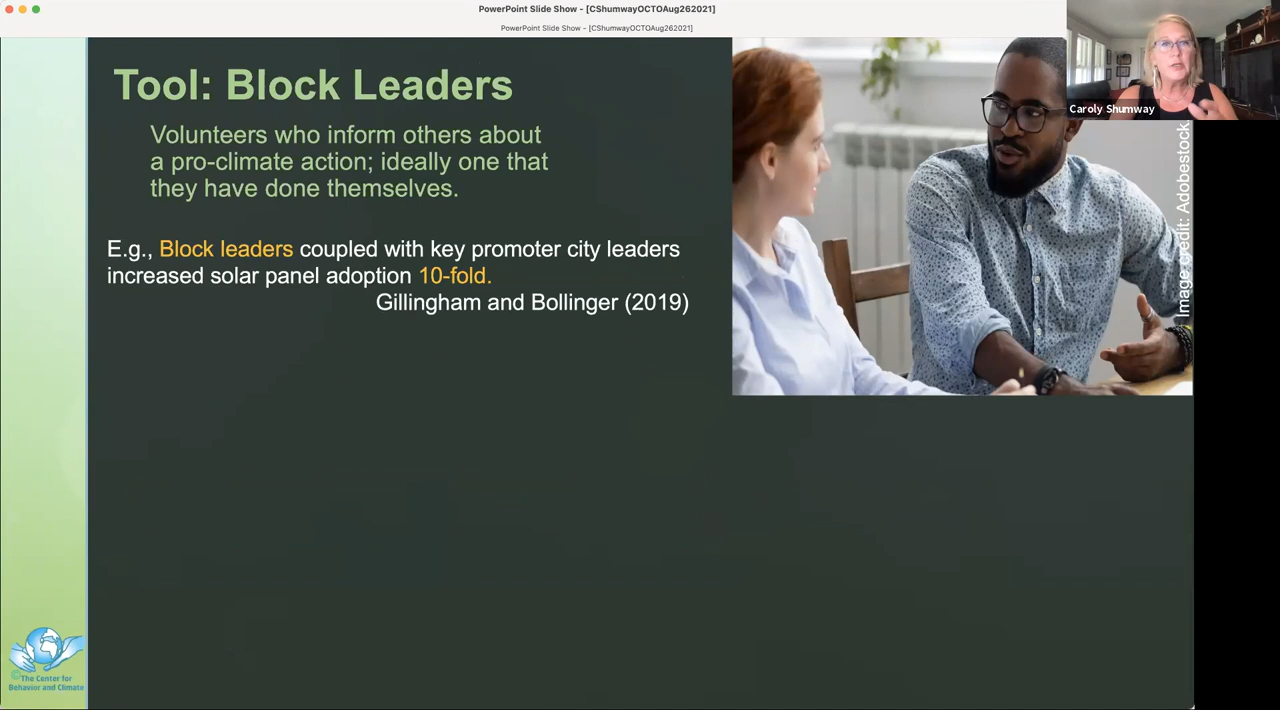 PowerPoint Slide Show - [CShumwayOCTOAug262021]
PowerPoint Slide Show - [CShumwayOCTOAug262021]
Caroly Shumway
Tool: Block Leaders
Volunteers who inform others about
a pro-climate action; ideally one that
they have done themselves.
E.g., Block leaders coupled with key promoter city leaders
increased solar panel adoption 10-fold.
Gillingham and Bollinger (2019)
Image credit: Adobestock.
©The Center for
Behavior and Climate